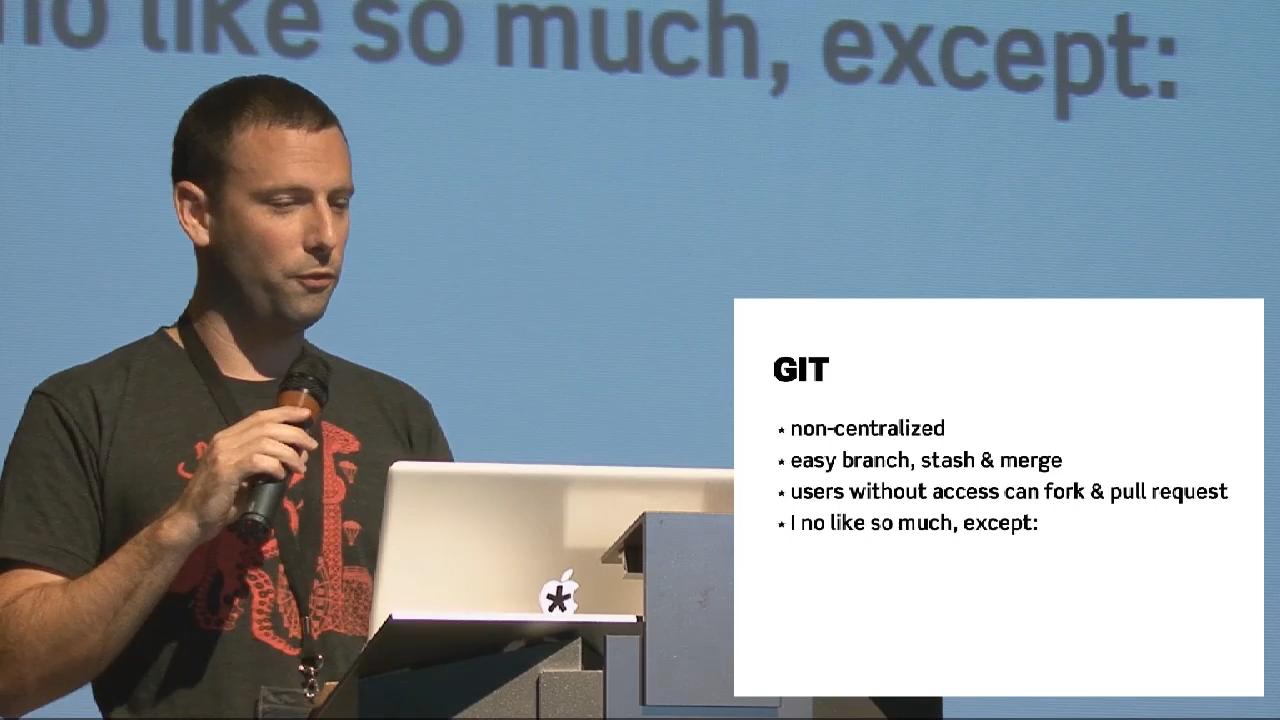 no like so much, except:
GIT
* non-centralized
* easy branch, stash & merge
* users without access can fork & pull request
* I no like so much, except: